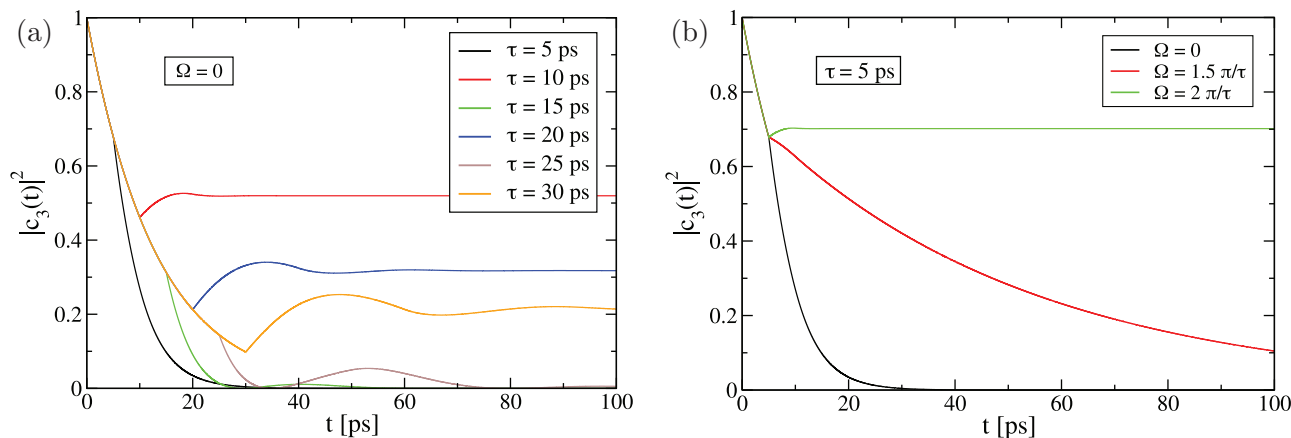 (a)
Ω = 0
τ = 5 ps
τ = 10 ps
τ = 15 ps
τ = 20 ps
τ = 25 ps
τ = 30 ps
|c_3(t)|^2
1
0.8
0.6
0.4
0.2
0
0 20 40 60 80 100
t [ps]
(b)
τ = 5 ps
Ω = 0
Ω = 1.5 π/τ
Ω = 2 π/τ
|c_3(t)|^2
1
0.8
0.6
0.4
0.2
0
0 20 40 60 80 100
t [ps]